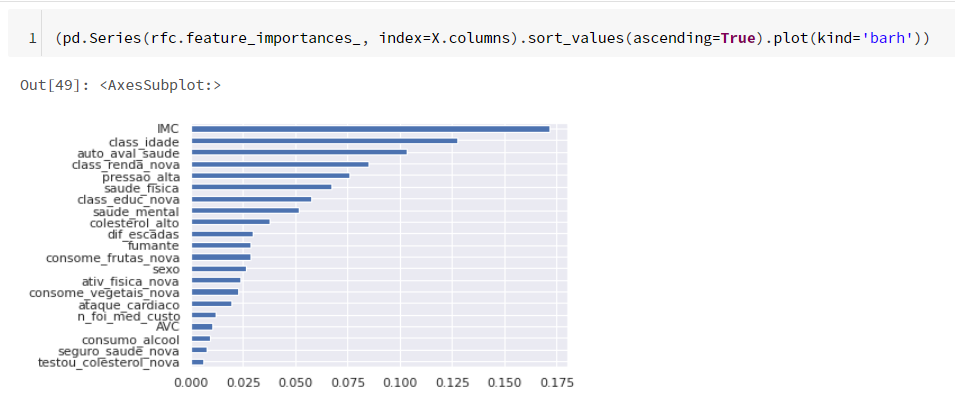 1 (pd.Series(rfc.feature_importances_, index=X.columns).sort_values(ascending=True).plot(kind='barh'))
Out[49]: <AxesSubplot:>
IMC
class_idade
auto_aval_saude
class_renda_nova
pressao_alta
saude_fisica
class_educ_nova
saude_mental
colesterol_alto
dif_escadas
fumante
consome_frutas_nova
sexo
ativ_fisica_nova
consome_vegetais_nova
ataque_cardiaco
n_foi_med_custo
AVC
consumo_alcool
seguro_saude_nova
testou_colesterol_nova
0.000 0.025 0.050 0.075 0.100 0.125 0.150 0.175